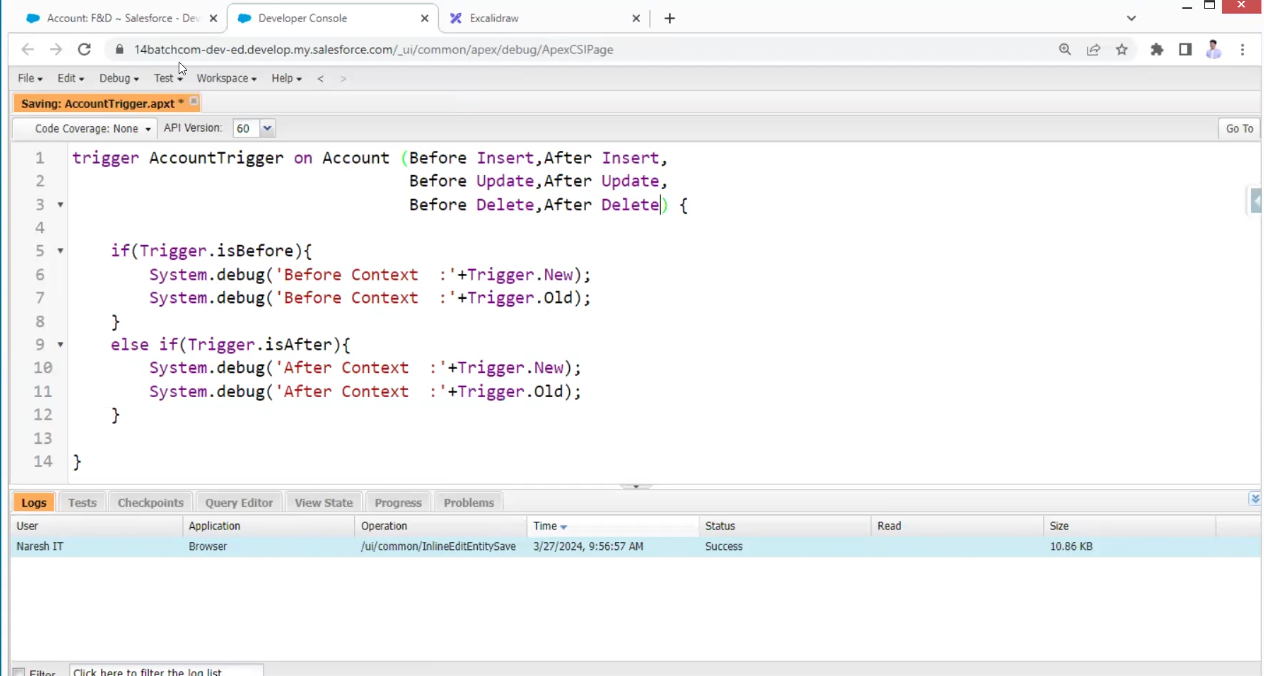 Account: F&D ~ Salesforce - Dev
Developer Console
Excalidraw
14batchcom-dev-ed.develop.my.salesforce.com/_ui/common/apex/debug/ApexCSIPage
File Edit Debug Test Workspace Help < >
Saving: AccountTrigger.apxt *
Code Coverage: None API Version: 60 Go To
1 trigger AccountTrigger on Account (Before Insert,After Insert,
2 Before Update,After Update,
3 Before Delete,After Delete) {
4
5 if(Trigger.isBefore){
6 System.debug('Before Context  :'+Trigger.New);
7 System.debug('Before Context  :'+Trigger.Old);
8 }
9 else if(Trigger.isAfter){
10 System.debug('After Context  :'+Trigger.New);
11 System.debug('After Context  :'+Trigger.Old);
12 }
13
14 }
Logs Tests Checkpoints Query Editor View State Progress Problems
User Application Operation Time Status Read Size
Naresh IT Browser /ui/common/InlineEditEntitySave 3/27/2024, 9:56:57 AM Success 10.86 KB
Filter Click here to filter the log list